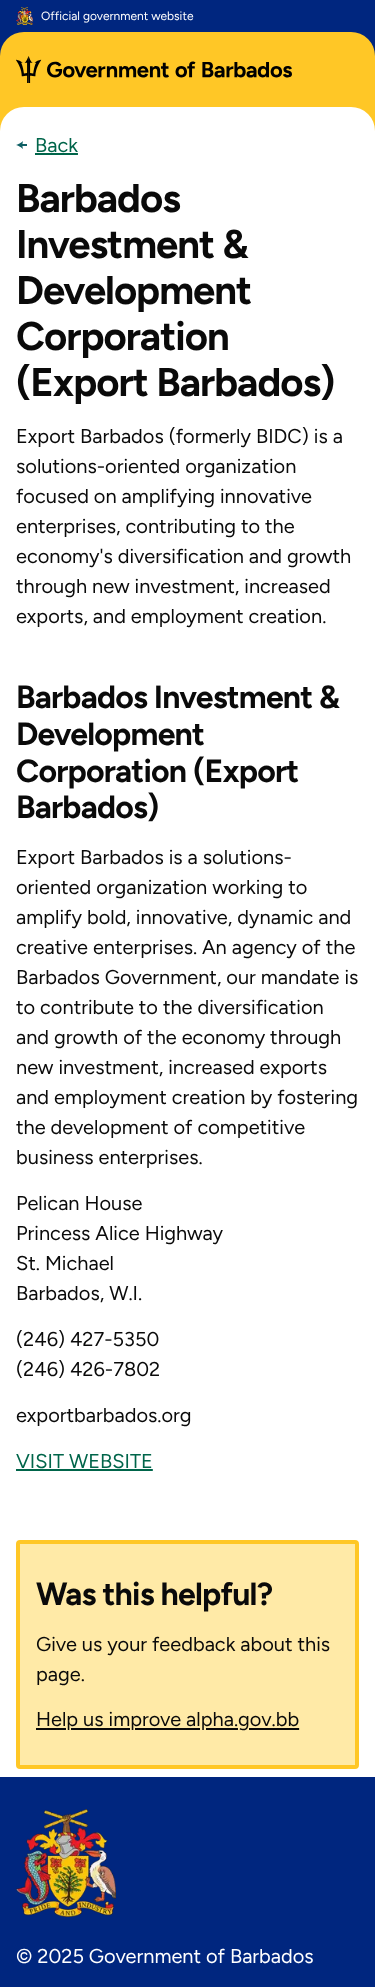 Official government website
Government of Barbados
← Back
Barbados
Investment &
Development
Corporation
(Export Barbados)
Export Barbados (formerly BIDC) is a
solutions-oriented organization
focused on amplifying innovative
enterprises, contributing to the
economy's diversification and growth
through new investment, increased
exports, and employment creation.
Barbados Investment &
Development
Corporation (Export
Barbados)
Export Barbados is a solutions-
oriented organization working to
amplify bold, innovative, dynamic and
creative enterprises. An agency of the
Barbados Government, our mandate is
to contribute to the diversification
and growth of the economy through
new investment, increased exports
and employment creation by fostering
the development of competitive
business enterprises.
Pelican House
Princess Alice Highway
St. Michael
Barbados, W.I.
(246) 427-5350
(246) 426-7802
exportbarbados.org
VISIT WEBSITE
Was this helpful?
Give us your feedback about this
page.
Help us improve alpha.gov.bb
PRIDE AND INDUSTRY
© 2025 Government of Barbados